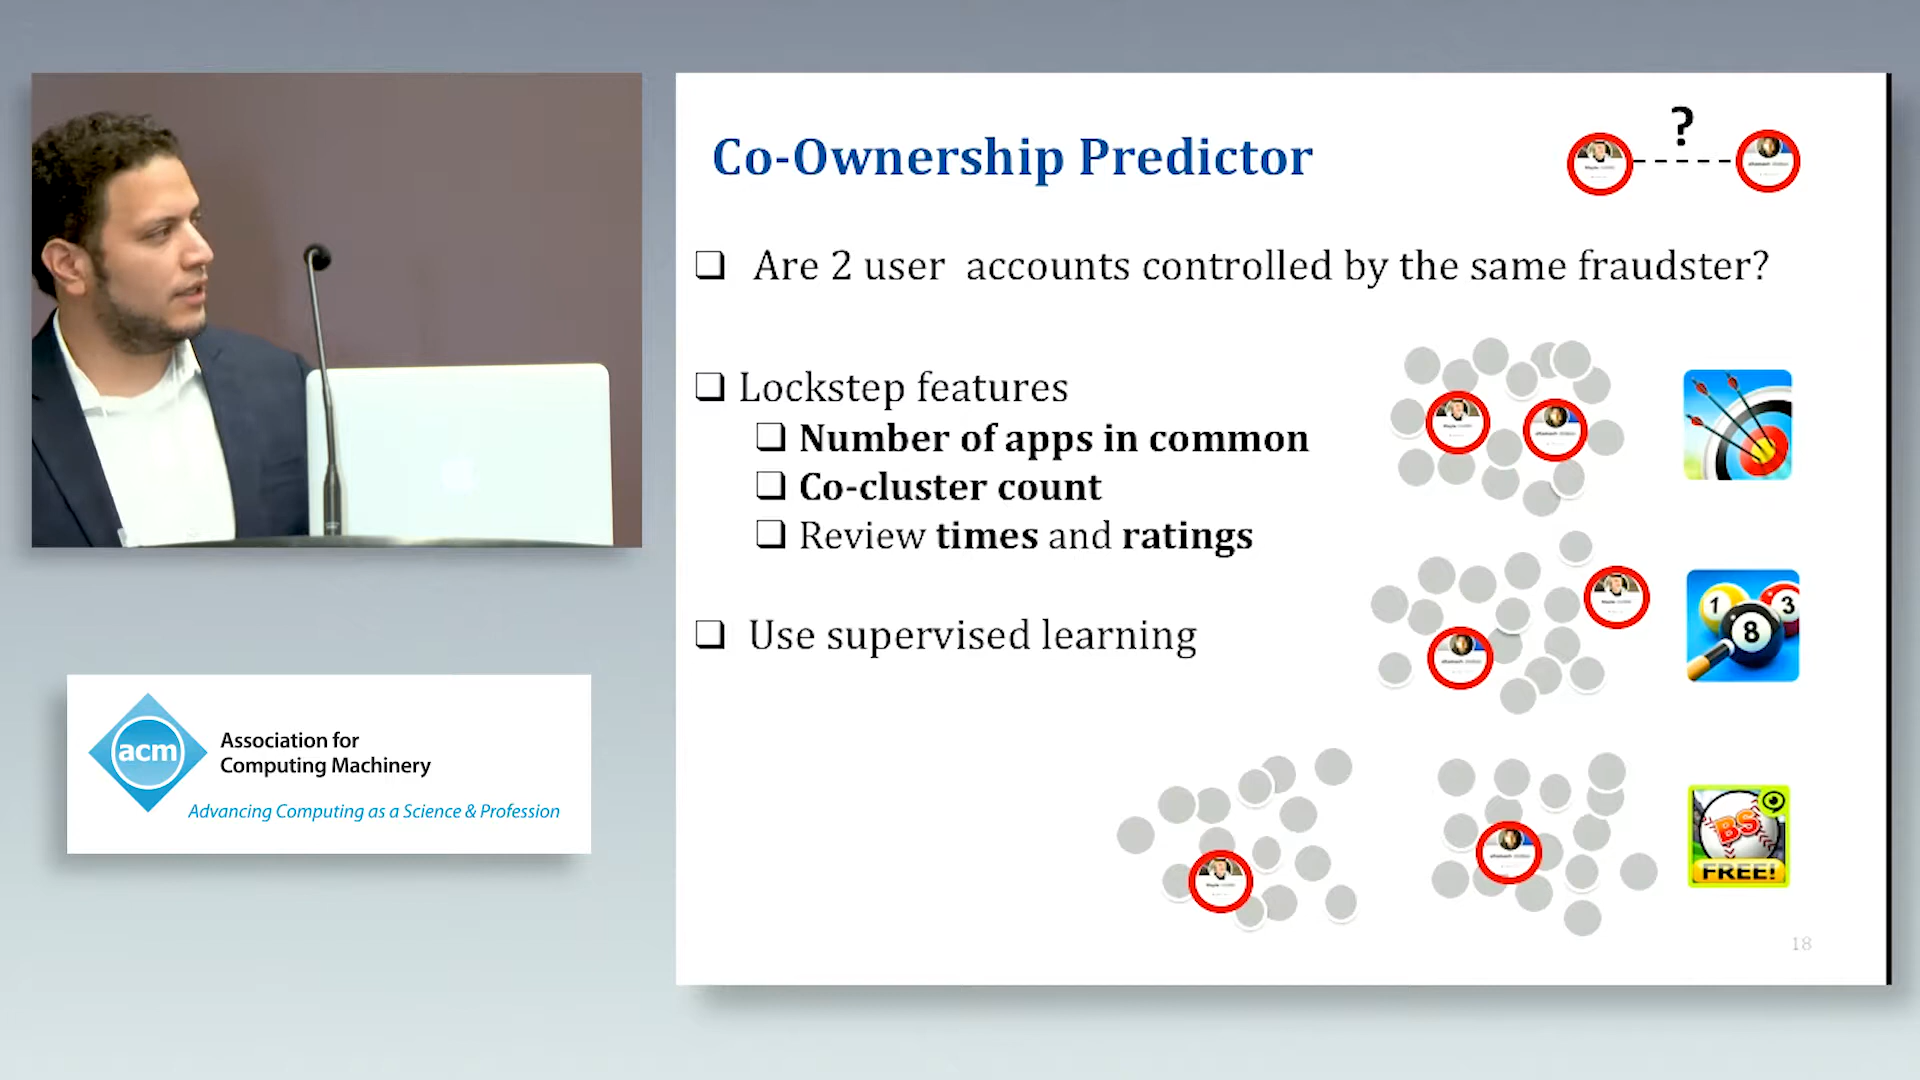 Co-Ownership Predictor
?
Are 2 user accounts controlled by the same fraudster?
Lockstep features
Number of apps in common
Co-cluster count
Review times and ratings
Use supervised learning
1
3
8
BS
FREE!
18
acm
Association for
Computing Machinery
Advancing Computing as a Science & Profession